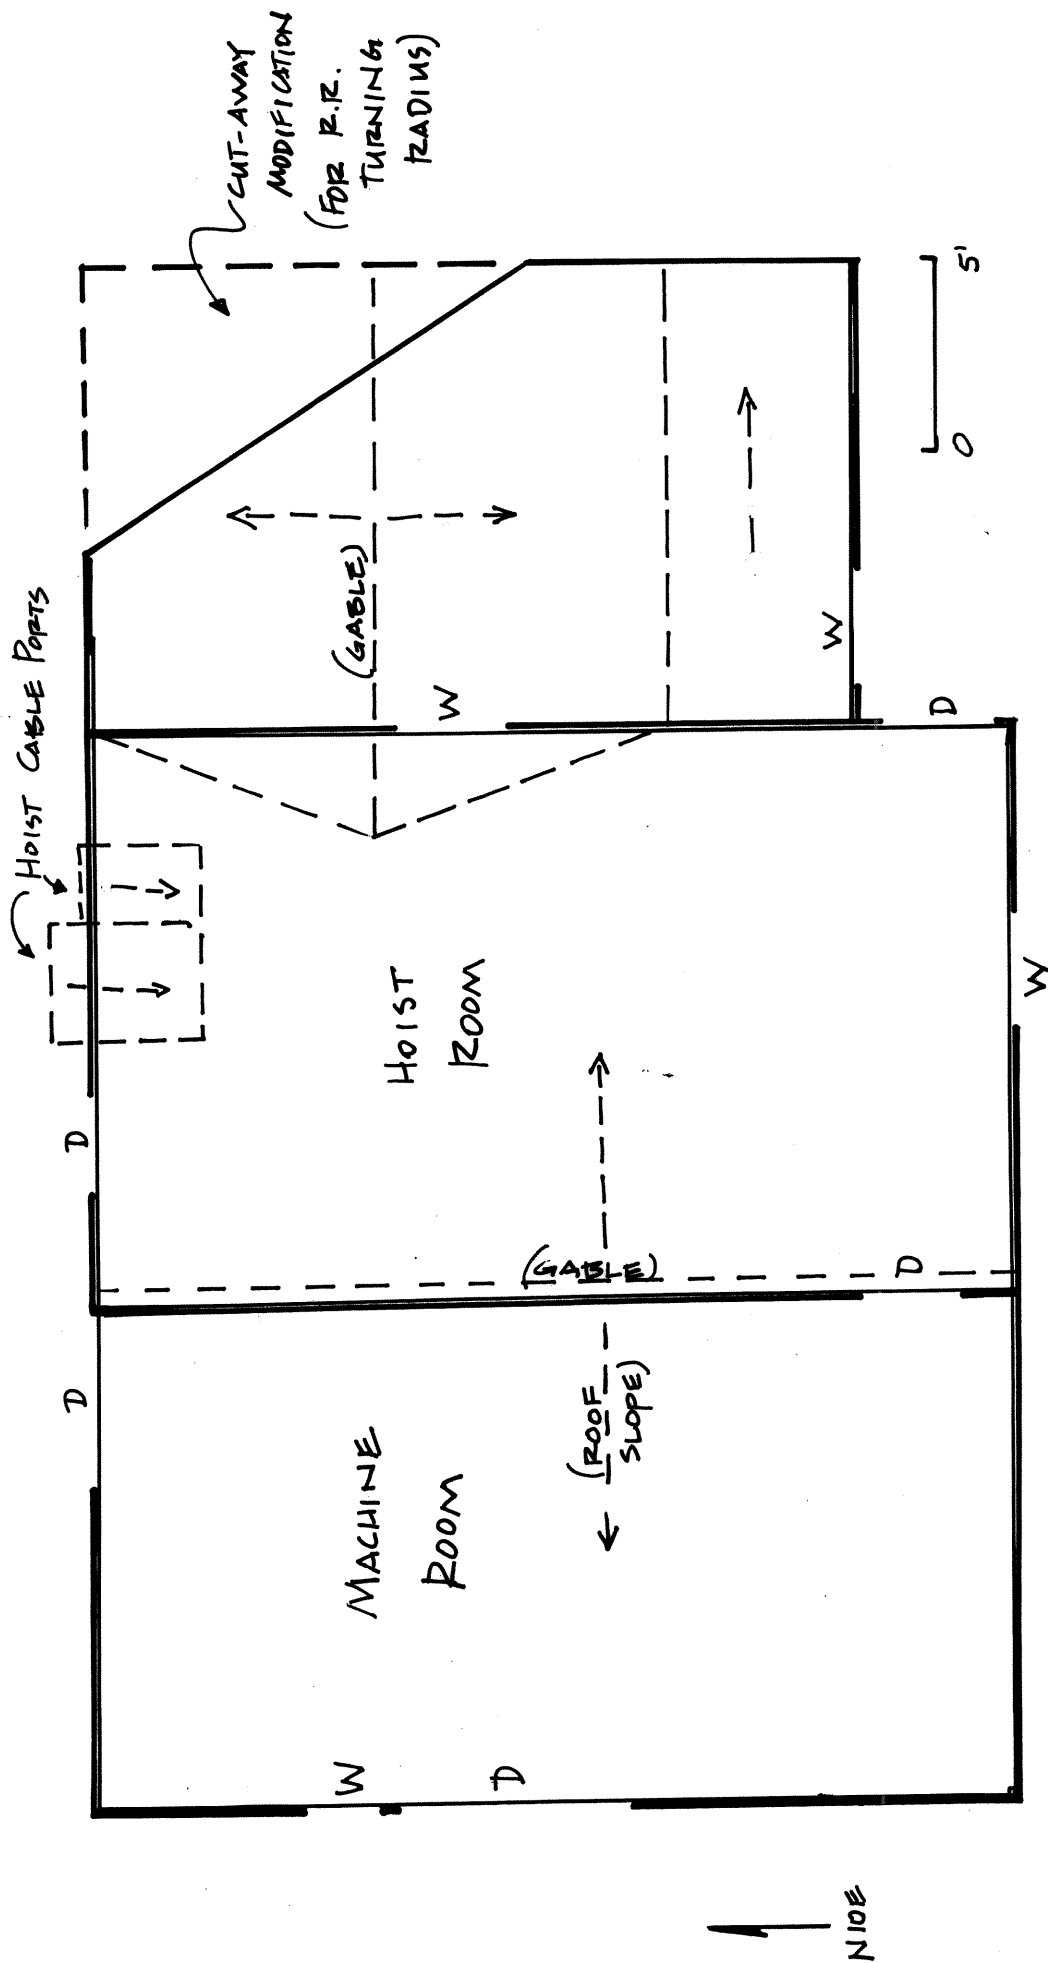 CUT-AWAY
MODIFICATION
(FOR R.R.
TURNING
RADIUS)
HOIST CABLE PORTS
D
D
(GABLE)
W
W
D
0
5'
HOIST
ROOM
W
(GABLE)
D
(ROOF
SLOPE)
MACHINE
ROOM
W
D
N10E